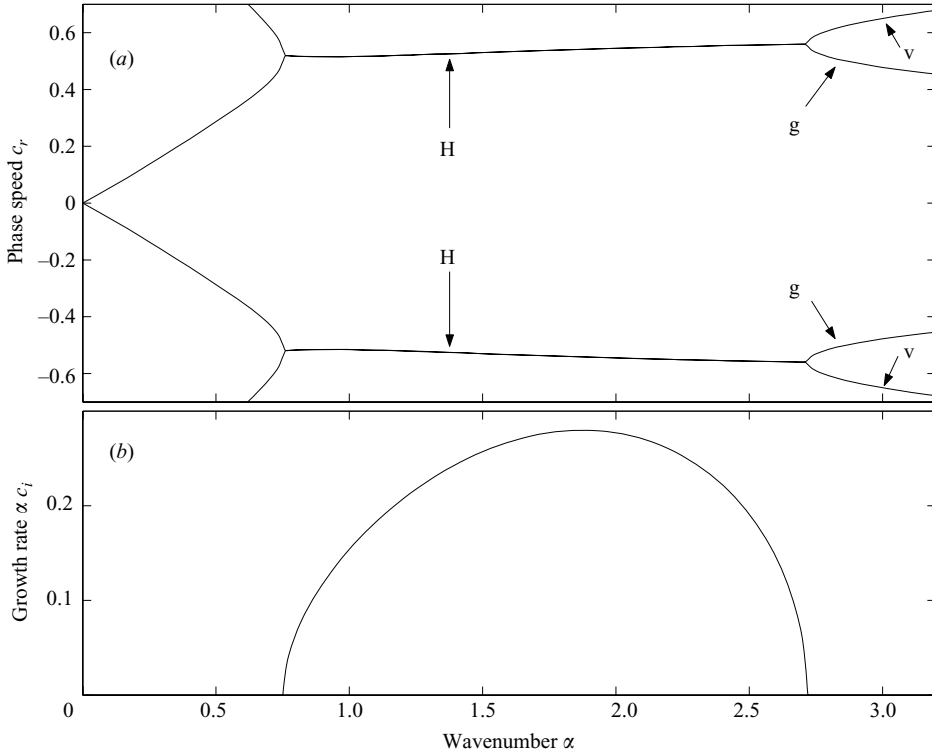 (a)
0.6
0.4
0.2
0
–0.2
–0.4
–0.6
Phase speed c_r
v
g
H
H
g
v
(b)
0.2
0.1
Growth rate α c_i
0 0.5 1.0 1.5 2.0 2.5 3.0
Wavenumber α